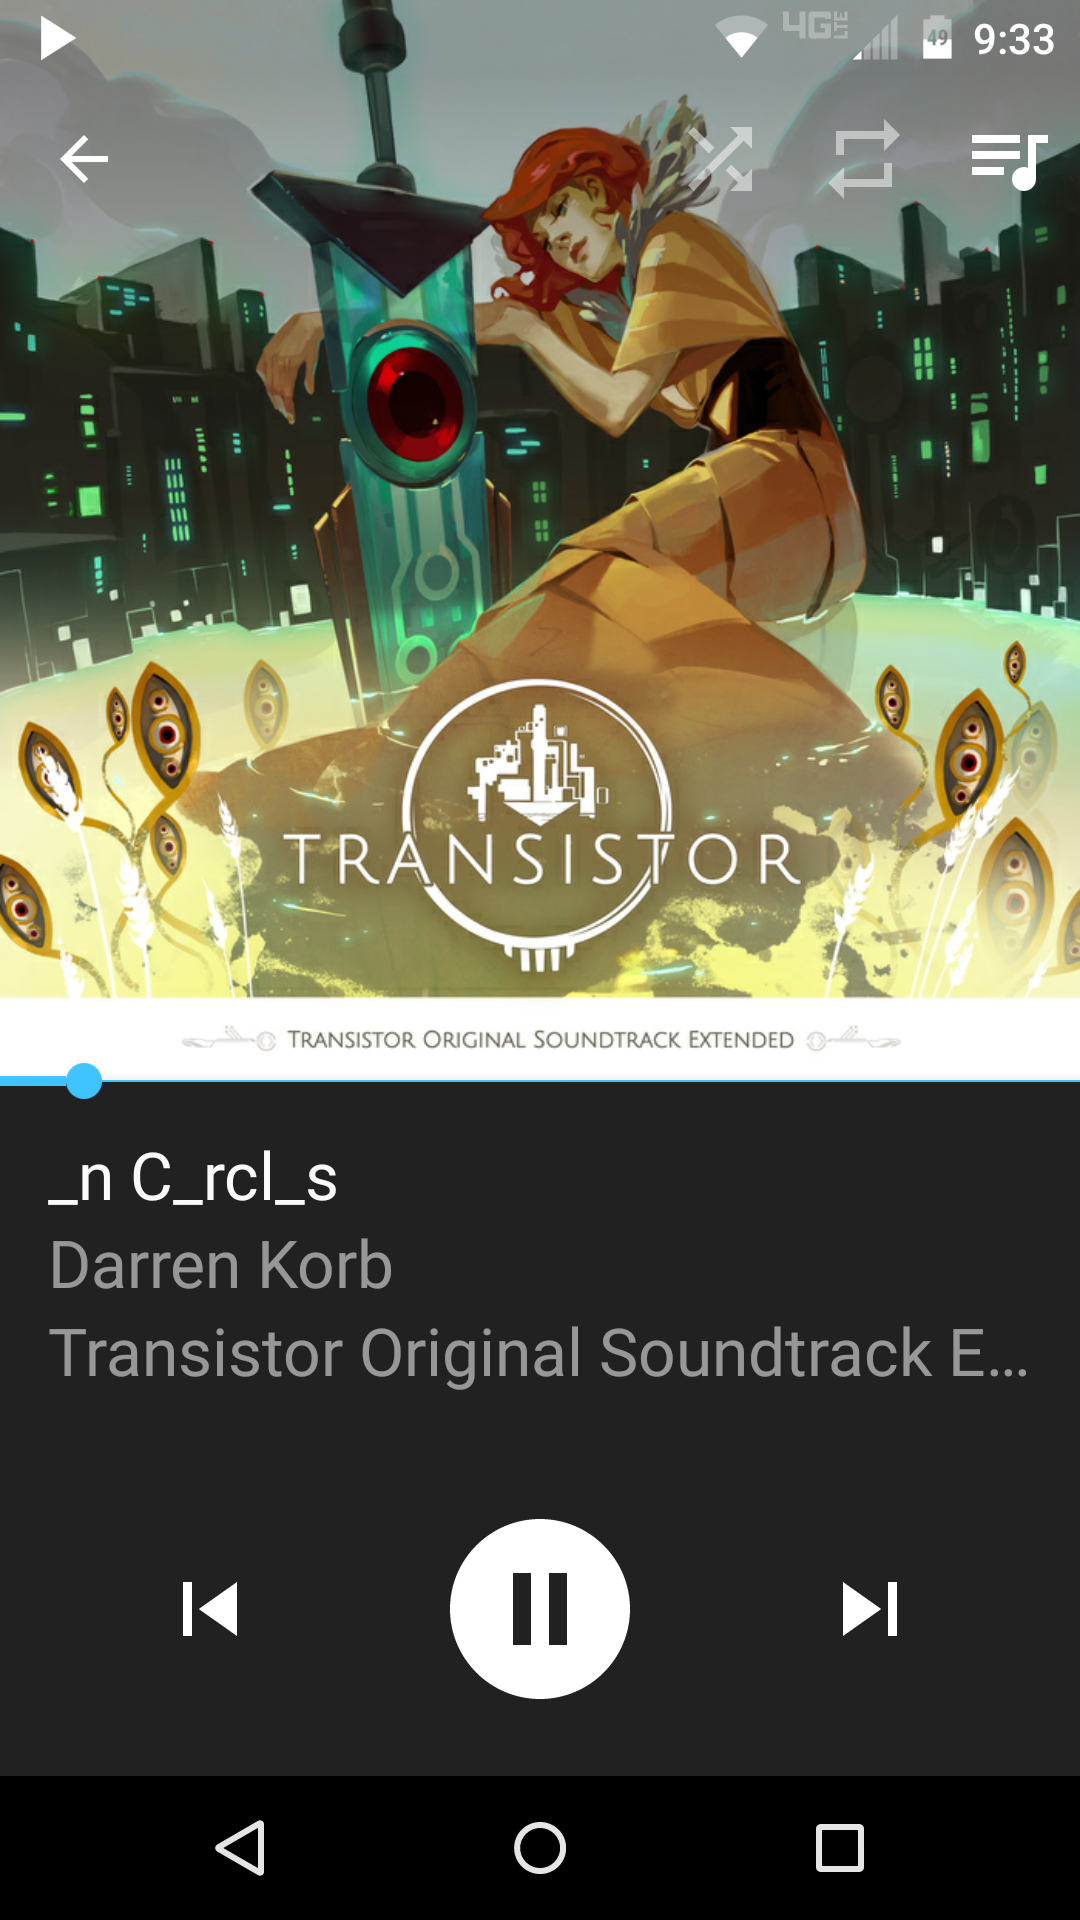 4G LTE
49
9:33
TRANSISTOR
TRANSISTOR ORIGINAL SOUNDTRACK EXTENDED
_n C_rcl_s
Darren Korb
Transistor Original Soundtrack E...